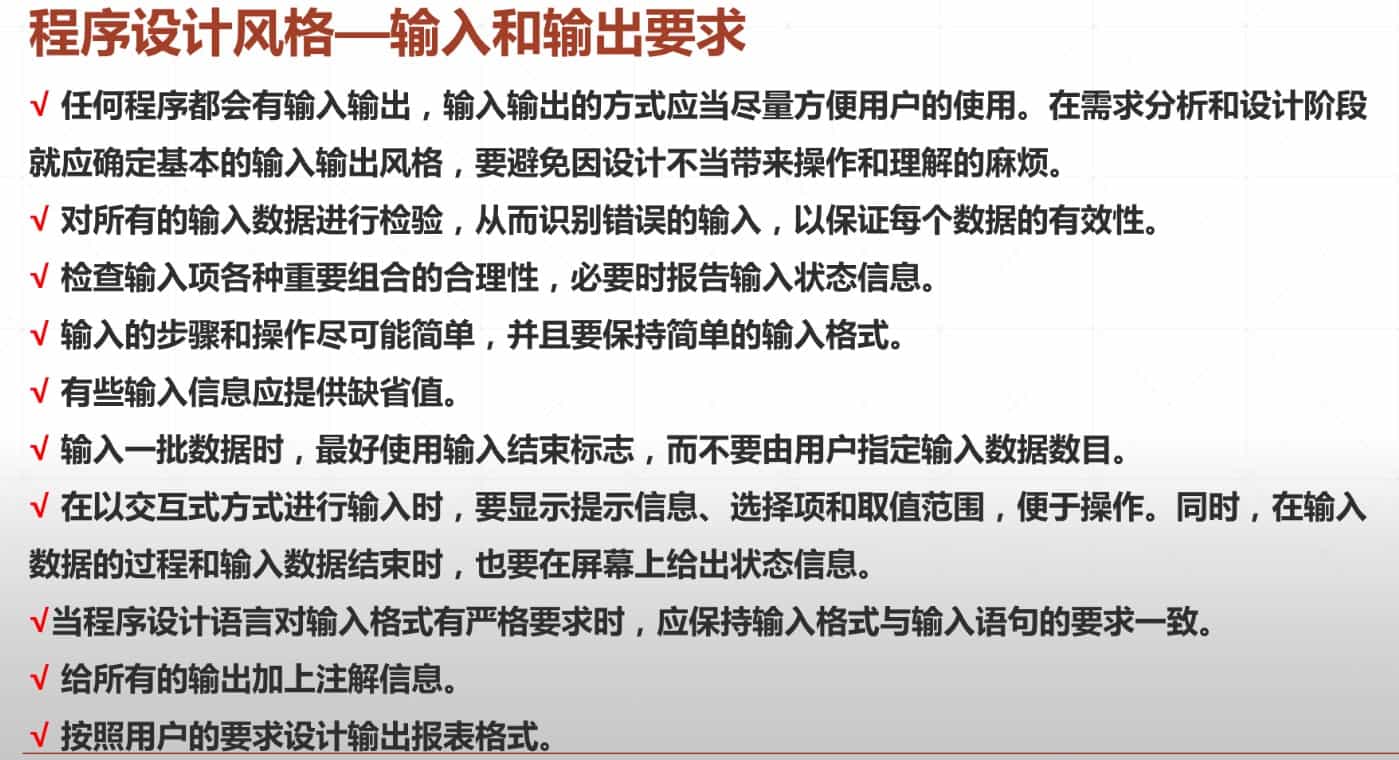 程序设计风格—输入和输出要求
√ 任何程序都会有输入输出，输入输出的方式应当尽量方便用户的使用。在需求分析和设计阶段
就应确定基本的输入输出风格，要避免因设计不当带来操作和理解的麻烦。
√ 对所有的输入数据进行检验，从而识别错误的输入，以保证每个数据的有效性。
√ 检查输入项各种重要组合的合理性，必要时报告输入状态信息。
√ 输入的步骤和操作尽可能简单，并且要保持简单的输入格式。
√ 有些输入信息应提供缺省值。
√ 输入一批数据时，最好使用输入结束标志，而不要由用户指定输入数据数目。
√ 在以交互式方式进行输入时，要显示提示信息、选择项和取值范围，便于操作。同时，在输入
数据的过程和输入数据结束时，也要在屏幕上给出状态信息。
√当程序设计语言对输入格式有严格要求时，应保持输入格式与输入语句的要求一致。
√ 给所有的输出加上注解信息。
√ 按照用户的要求设计输出报表格式。